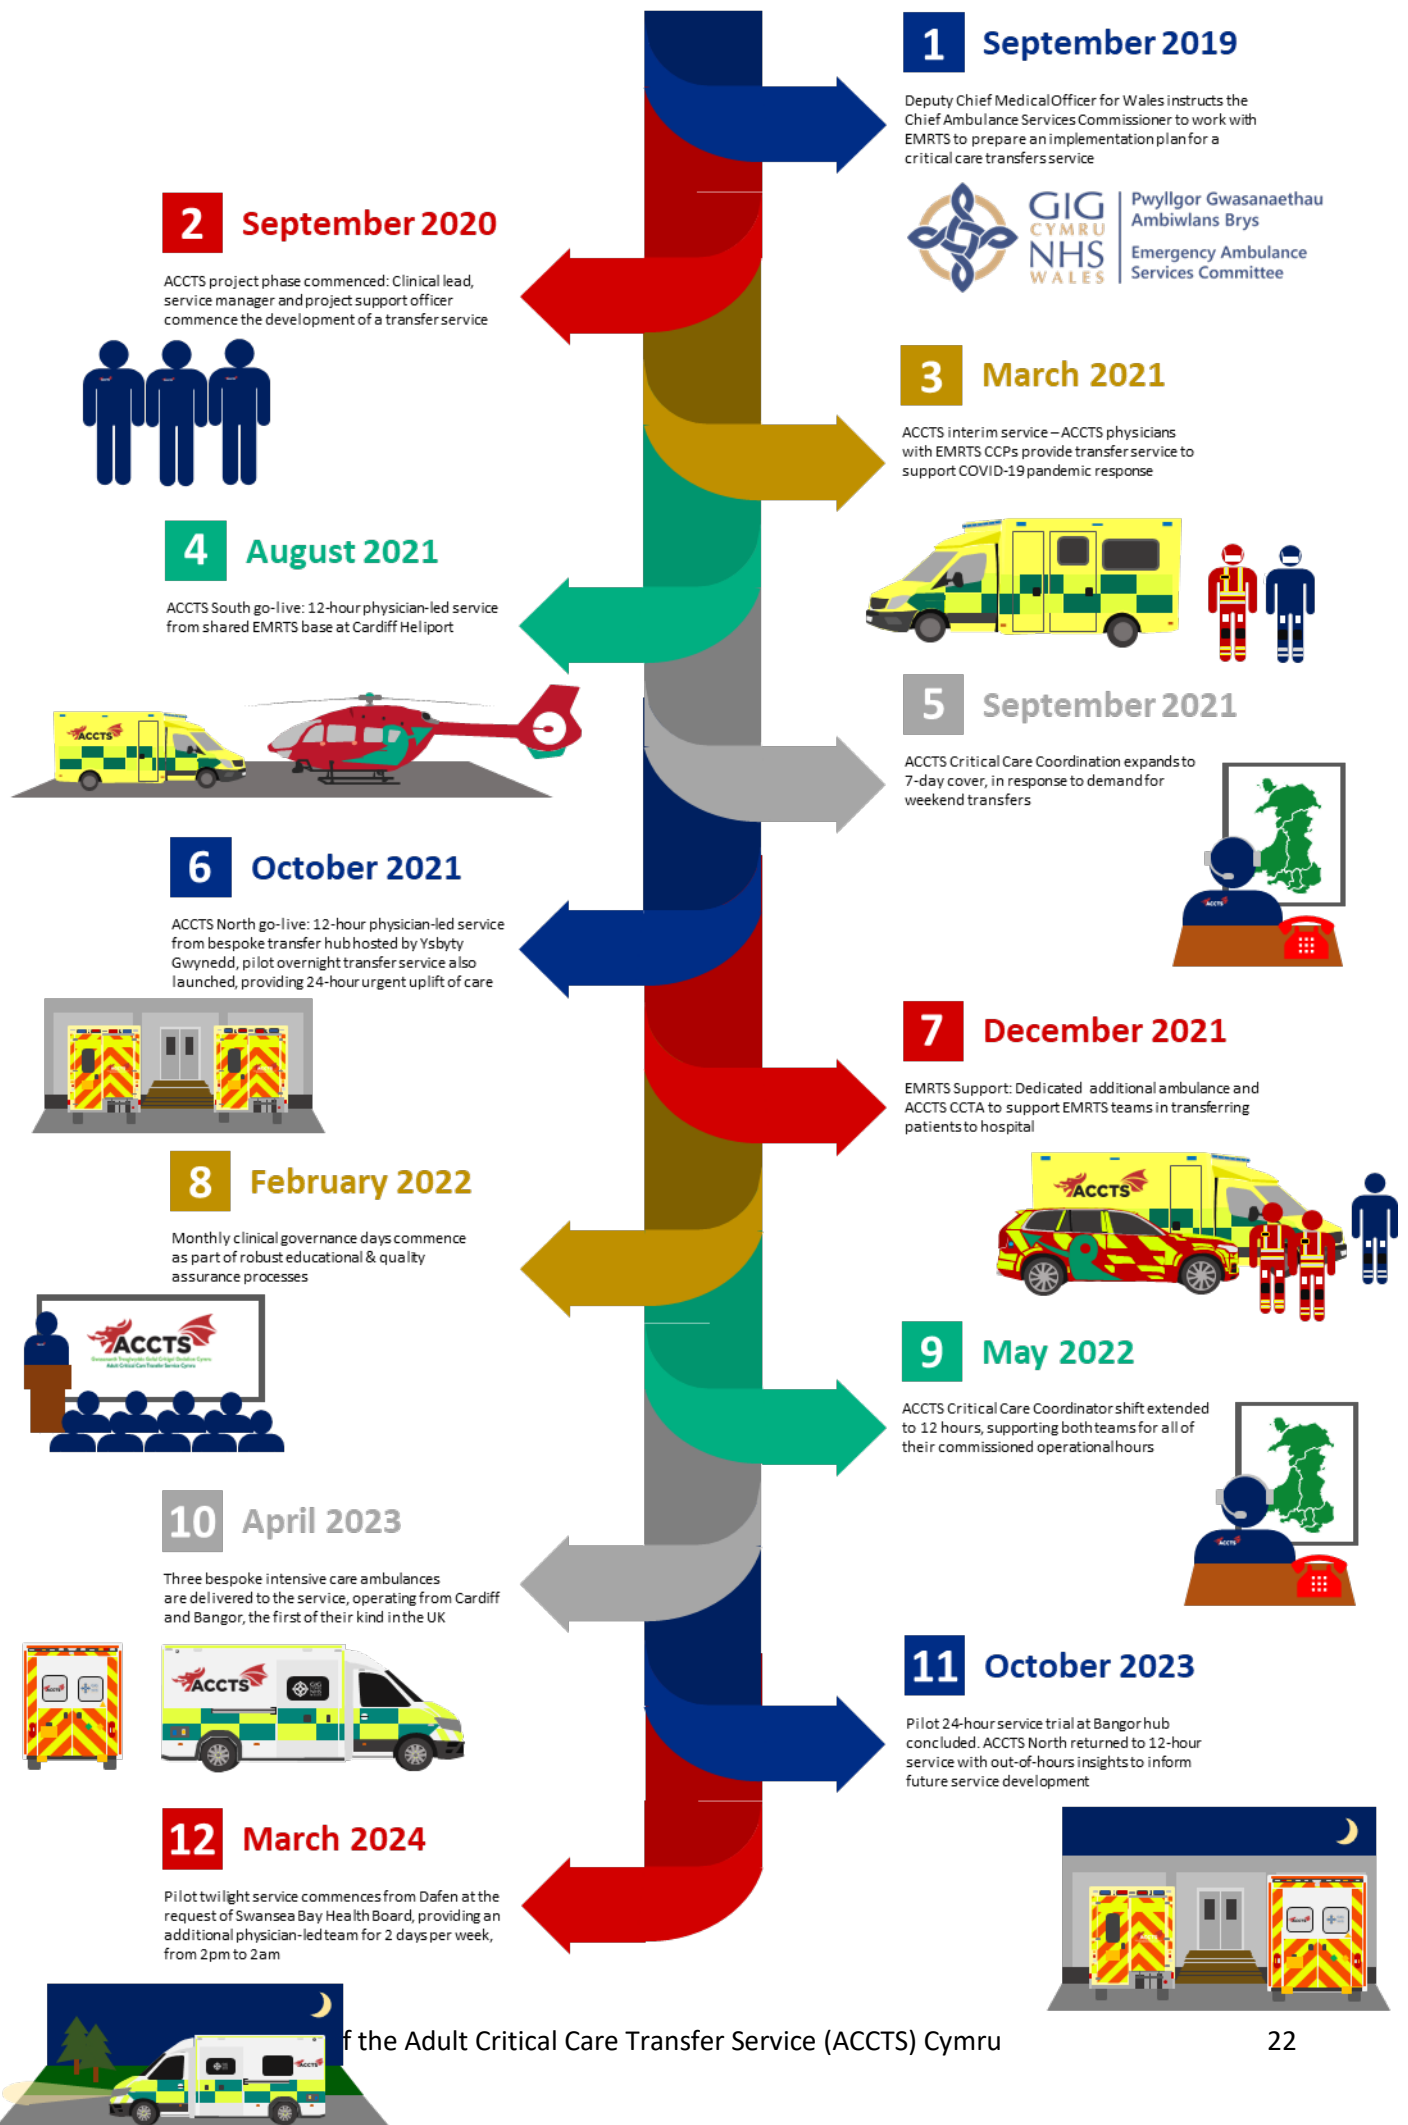 1 September 2019
Deputy Chief Medical Officer for Wales instructs the
Chief Ambulance Services Commissioner to work with
EMRTS to prepare an implementation plan for a
critical care transfers service
GIG
CYMRU
NHS
WALES
Pwyllgor Gwasanaethau
Ambiwlans Brys
Emergency Ambulance
Services Committee
2 September 2020
ACCTS project phase commenced: Clinical lead,
service manager and project support officer
commence the development of a transfer service
3 March 2021
ACCTS interim service – ACCTS physicians
with EMRTS CCPs provide transfer service to
support COVID-19 pandemic response
4 August 2021
ACCTS South go-live: 12-hour physician-led service
from shared EMRTS base at Cardiff Heliport
ACCTS
5 September 2021
ACCTS Critical Care Coordination expands to
7-day cover, in response to demand for
weekend transfers
ACCTS
6 October 2021
ACCTS North go-live: 12-hour physician-led service
from bespoke transfer hub hosted by Ysbyty
Gwynedd, pilot overnight transfer service also
launched, providing 24-hour urgent uplift of care
7 December 2021
EMRTS Support: Dedicated additional ambulance and
ACCTS CCTA to support EMRTS teams in transferring
patients to hospital
ACCTS
8 February 2022
Monthly clinical governance days commence
as part of robust educational & quality
assurance processes
ACCTS
Adult Critical Care Transfer Service Cymru
9 May 2022
ACCTS Critical Care Coordinator shift extended
to 12 hours, supporting both teams for all of
their commissioned operational hours
ACCTS
10 April 2023
Three bespoke intensive care ambulances
are delivered to the service, operating from Cardiff
and Bangor, the first of their kind in the UK
ACCTS
11 October 2023
Pilot 24-hour service trial at Bangor hub
concluded. ACCTS North returned to 12-hour
service with out-of-hours insights to inform
future service development
12 March 2024
Pilot twilight service commences from Dafen at the
request of Swansea Bay Health Board, providing an
additional physician-led team for 2 days per week,
from 2pm to 2am
ACCTS
f the Adult Critical Care Transfer Service (ACCTS) Cymru 22